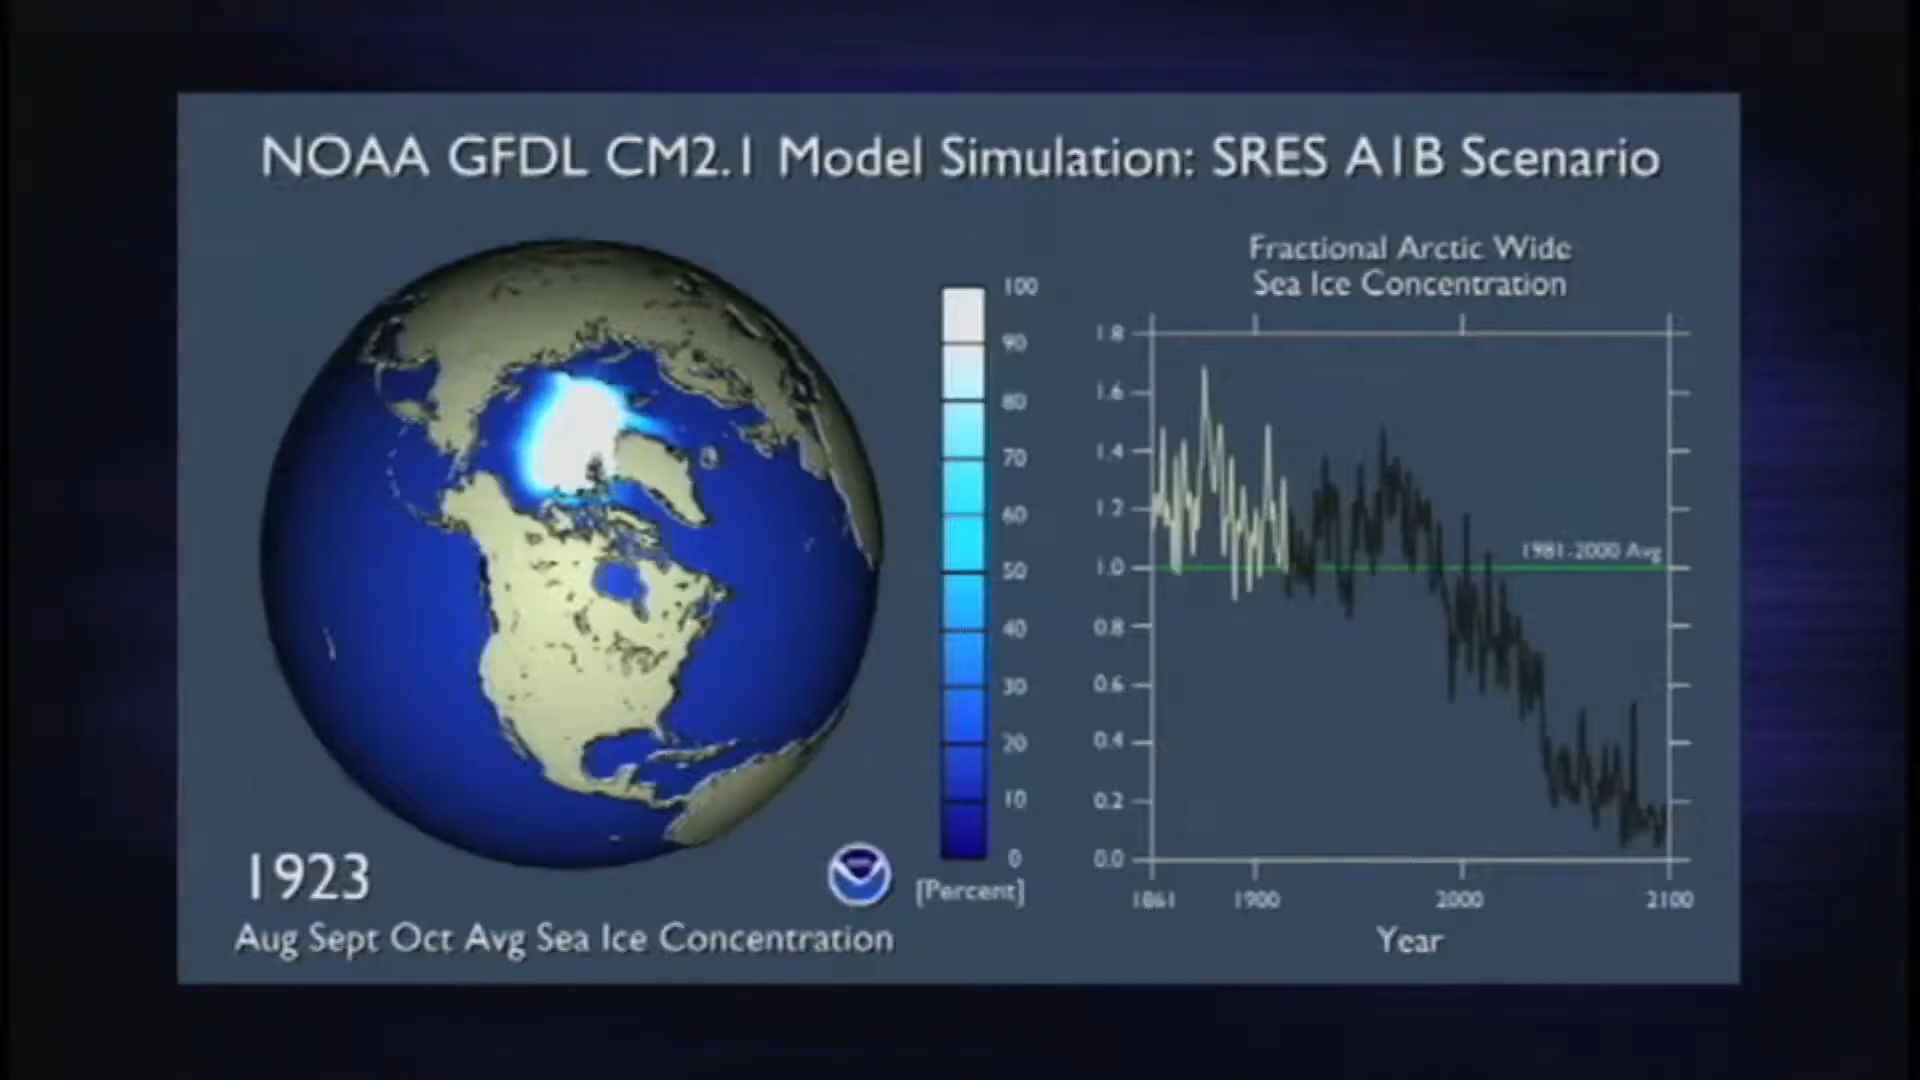 NOAA GFDL CM2.1 Model Simulation: SRES A1B Scenario
Fractional Arctic Wide
Sea Ice Concentration
100
90
80
70
60
50
40
30
20
10
0
[Percent]
1.8
1.6
1.4
1.2
1.0
0.8
0.6
0.4
0.2
0.0
1981-2000 Avg
1861 1900 2000 2100
Year
1923
Aug Sept Oct Avg Sea Ice Concentration